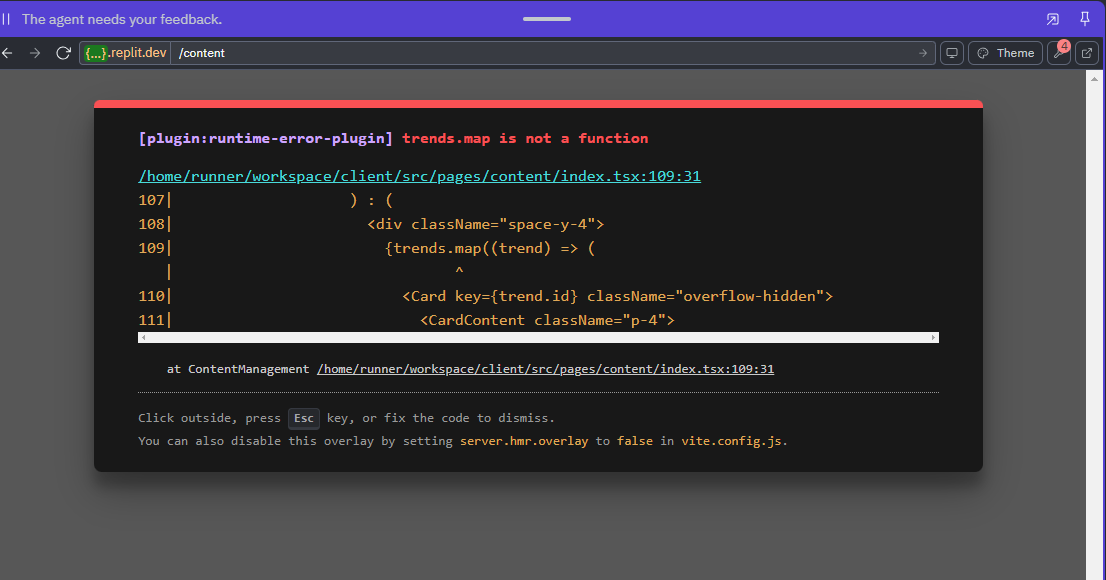 The agent needs your feedback.
{...}.replit.dev /content
Theme
4
[plugin:runtime-error-plugin] trends.map is not a function
/home/runner/workspace/client/src/pages/content/index.tsx:109:31
107| ) : (
108| <div className="space-y-4">
109| {trends.map((trend) => (
| ^
110| <Card key={trend.id} className="overflow-hidden">
111| <CardContent className="p-4">
at ContentManagement /home/runner/workspace/client/src/pages/content/index.tsx:109:31
Click outside, press Esc key, or fix the code to dismiss.
You can also disable this overlay by setting server.hmr.overlay to false in vite.config.js.